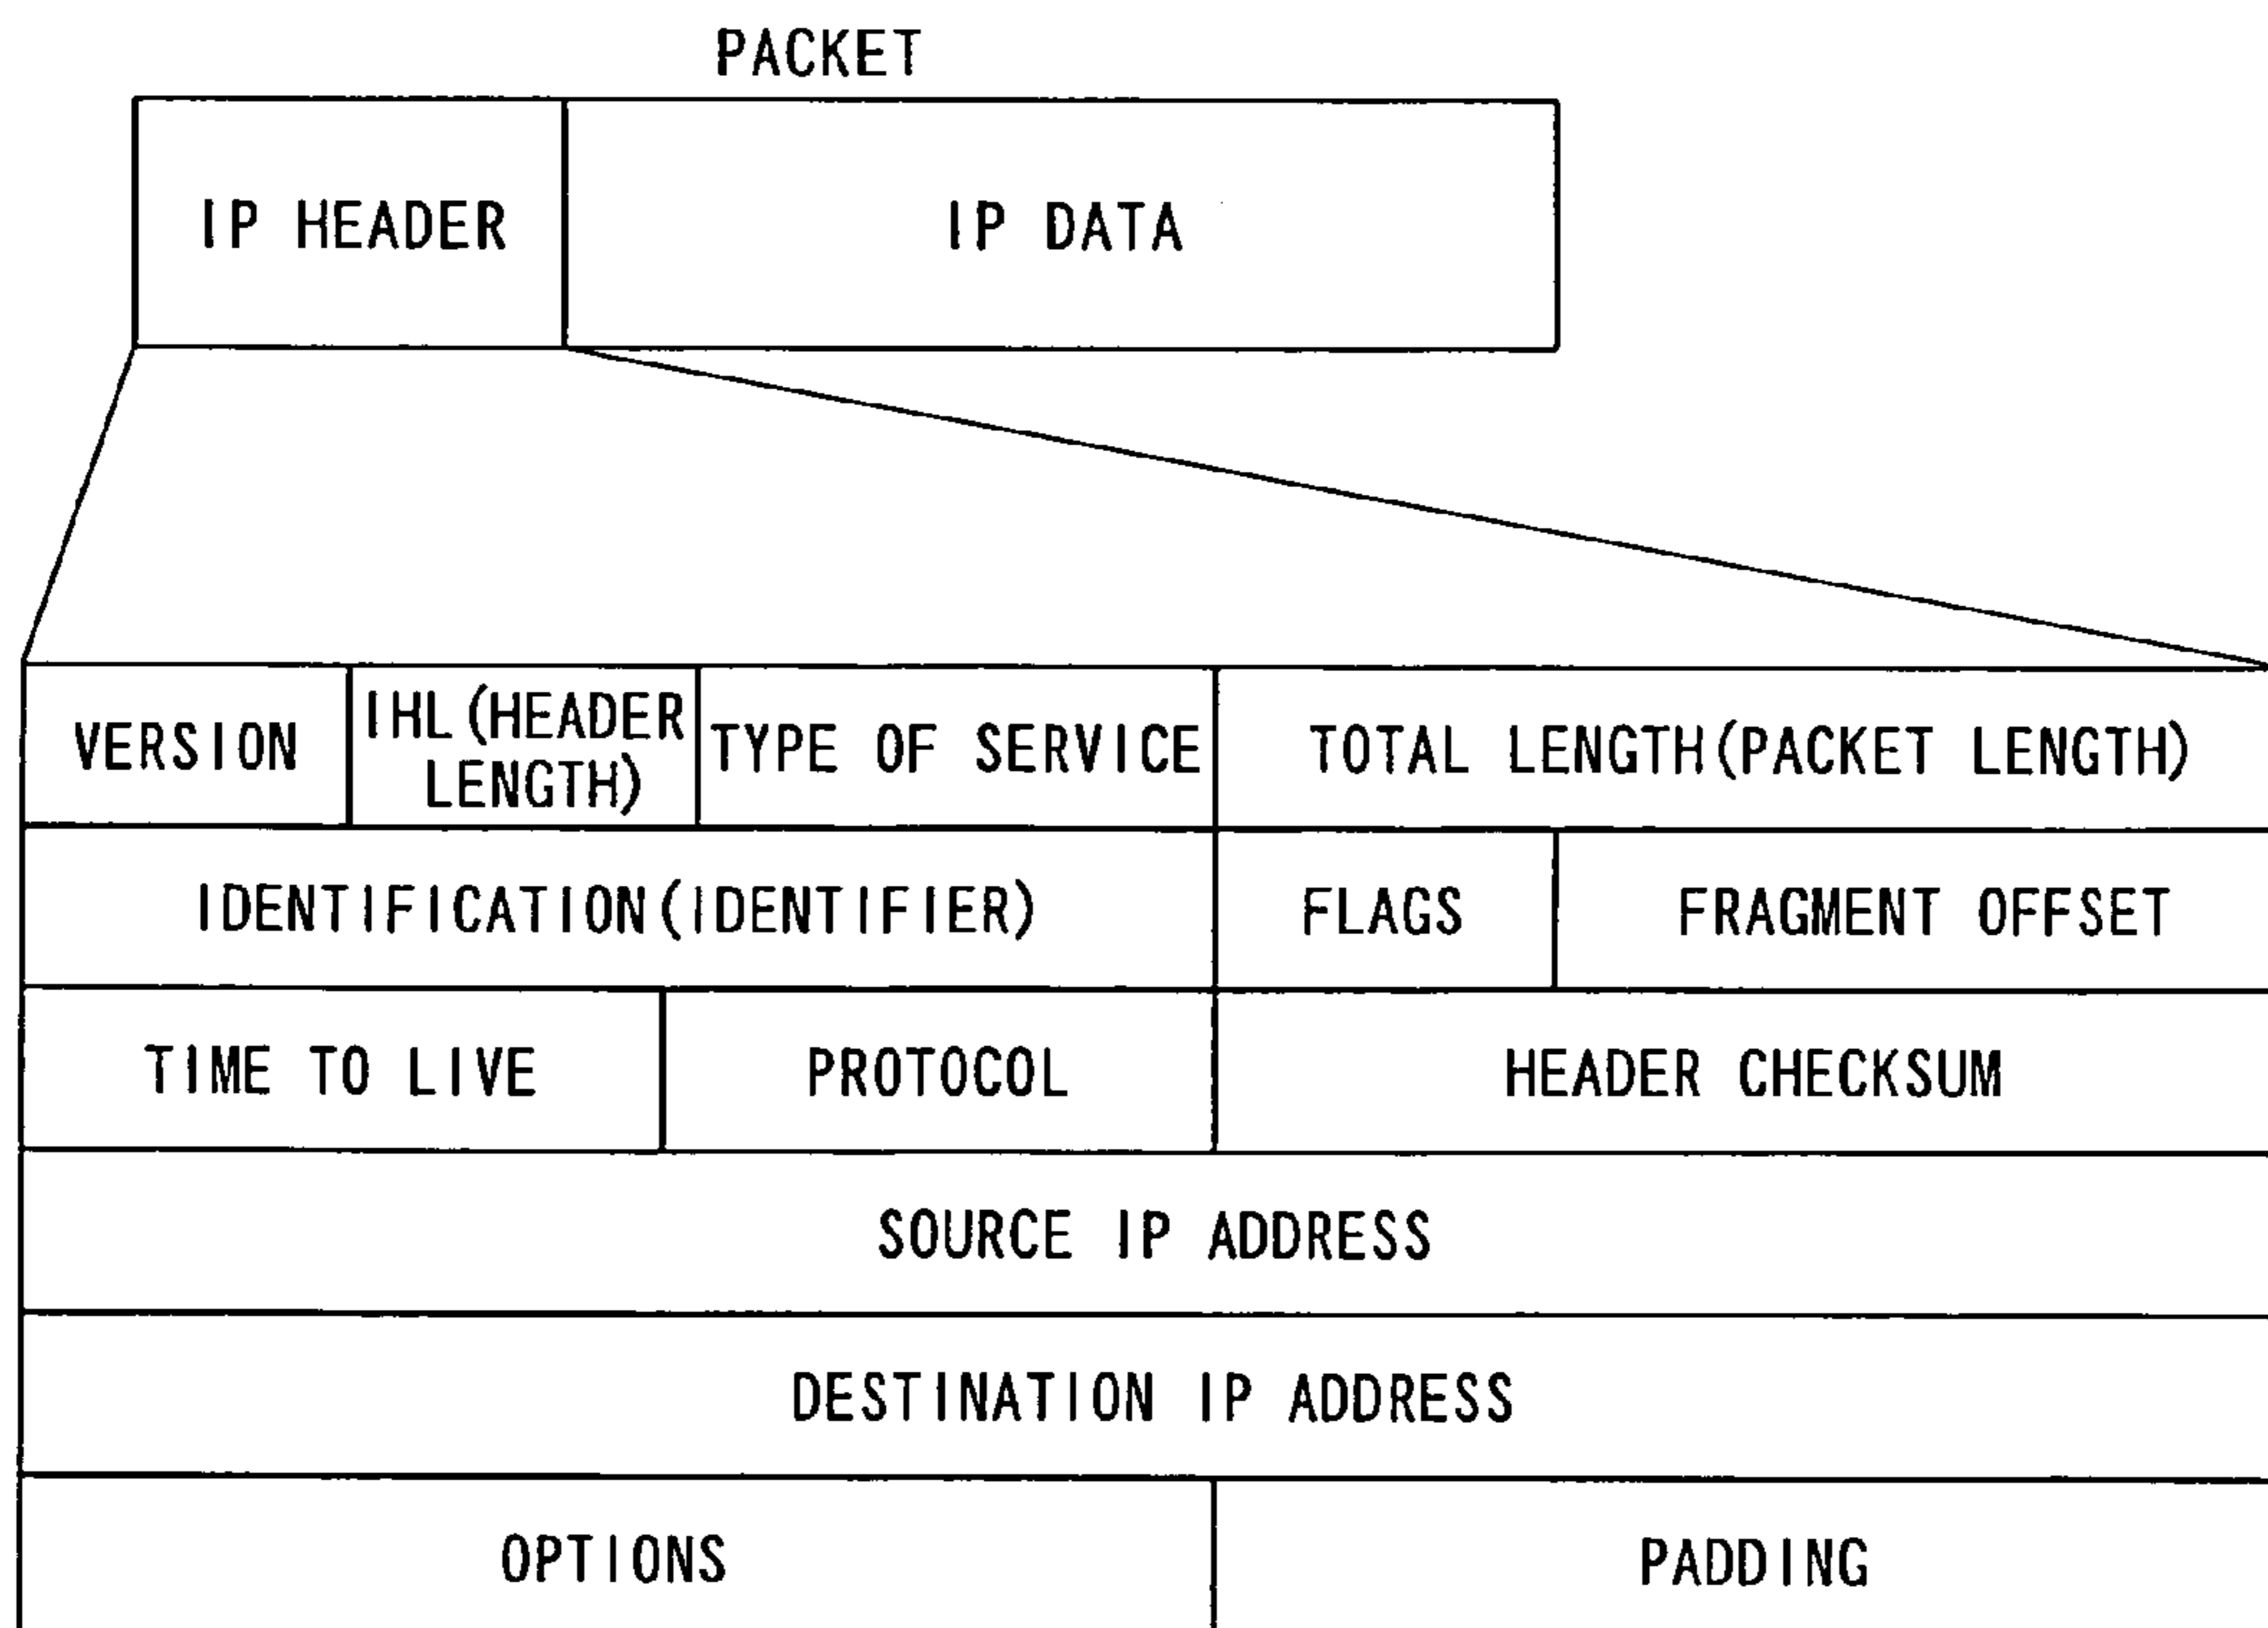 PACKET
IP HEADER
IP DATA
VERSION
IHL(HEADER
LENGTH)
TYPE OF SERVICE
TOTAL LENGTH(PACKET LENGTH)
IDENTIFICATION(IDENTIFIER)
FLAGS
FRAGMENT OFFSET
TIME TO LIVE
PROTOCOL
HEADER CHECKSUM
SOURCE IP ADDRESS
DESTINATION IP ADDRESS
OPTIONS
PADDING